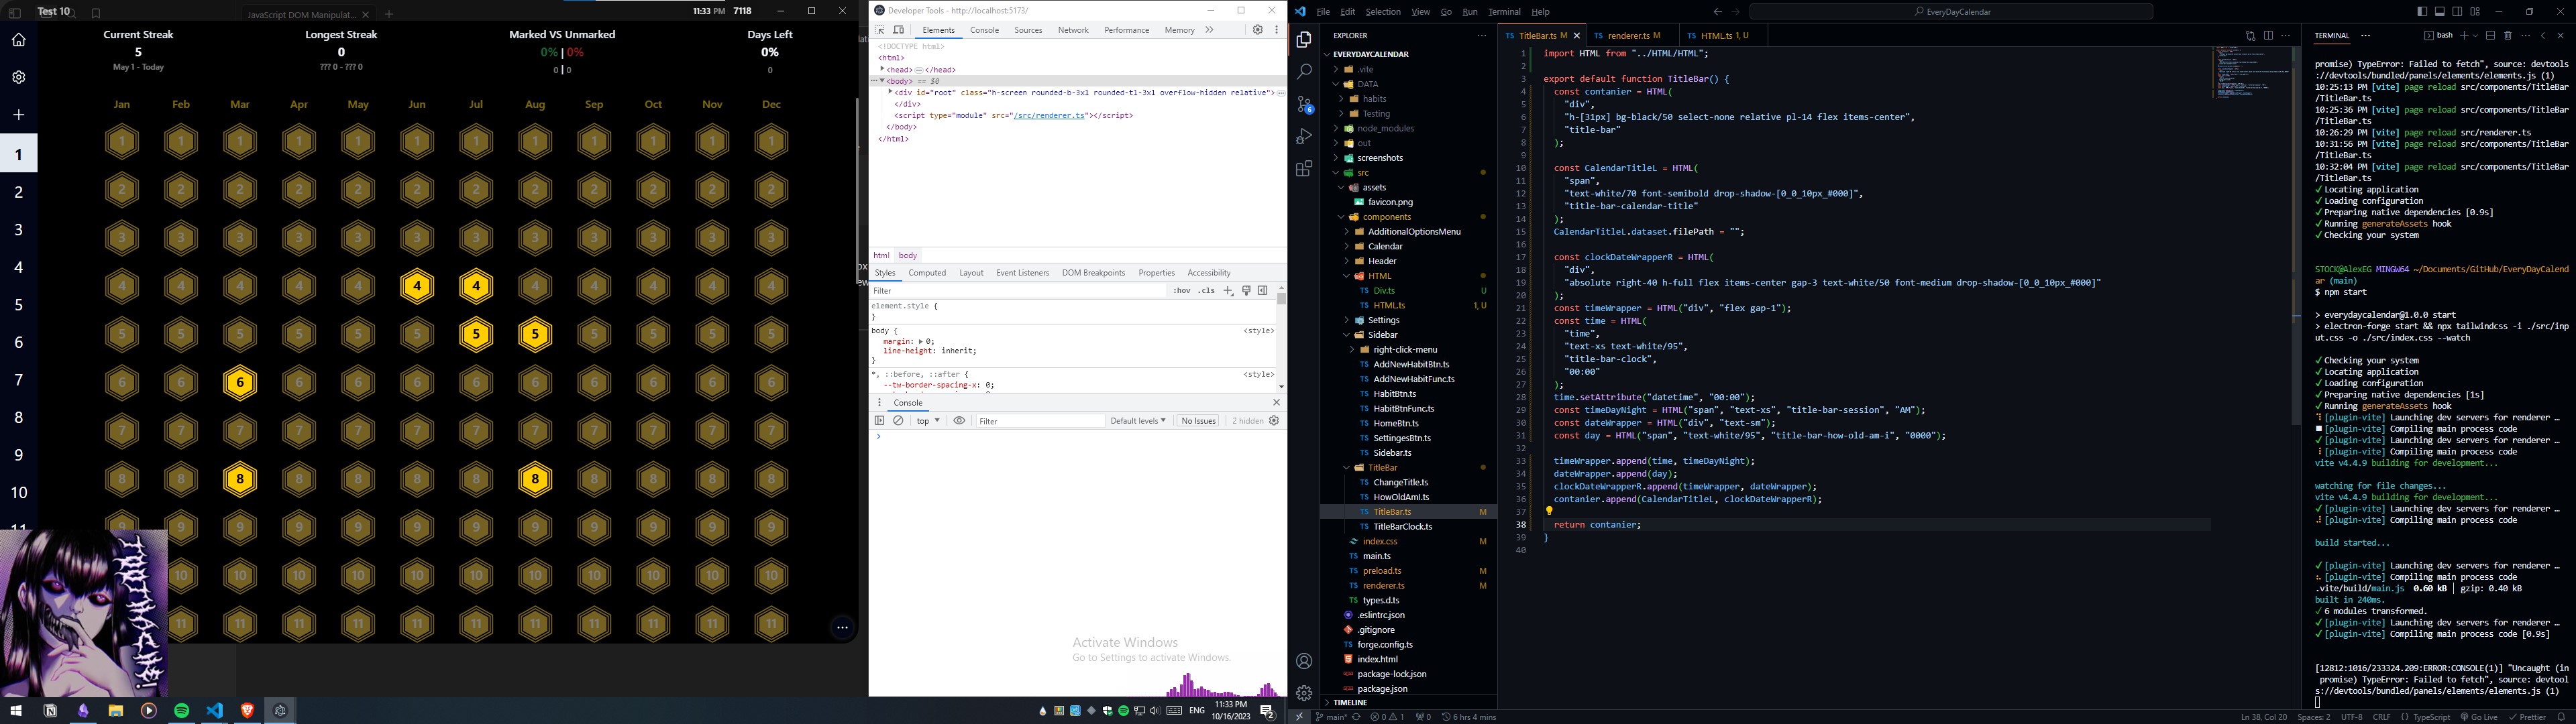 Test 10
JavaScript DOM Manipulat...
11:33 PM 7118
Current Streak
5
May 1 - Today
Longest Streak
0
??? 0 - ??? 0
Marked VS Unmarked
0% | 0%
0 | 0
Days Left
0%
0
Jan Feb Mar Apr May Jun Jul Aug Sep Oct Nov Dec
1 1 1 1 1 1 1 1 1 1 1 1
2 2 2 2 2 2 2 2 2 2 2 2
3 3 3 3 3 3 3 3 3 3 3 3
4 4 4 4 4 4 4 4 4 4 4 4
5 5 5 5 5 5 5 5 5 5 5 5
6 6 6 6 6 6 6 6 6 6 6 6
7 7 7 7 7 7 7 7 7 7 7 7
8 8 8 8 8 8 8 8 8 8 8 8
9 9 9 9 9 9 9 9 9 9 9 9
10 10 10 10 10 10 10 10 10 10 10
11 11 11 11 11 11 11 11 11 11 11
1
2
3
4
5
6
7
8
9
10
11
TOOTHACHE!
Developer Tools - http://localhost:5173/
Elements Console Sources Network Performance Memory
<!DOCTYPE html>
<html>
<head> </head>
<body> == $0
<div id="root" class="h-screen rounded-b-3xl rounded-tl-3xl overflow-hidden relative">
</div>
<script type="module" src="/src/renderer.ts"></script>
</body>
</html>
html body
Styles Computed Layout Event Listeners DOM Breakpoints Properties Accessibility
Filter :hov .cls
element.style {
}
body { <style>
margin: 0;
line-height: inherit;
}
*, ::before, ::after { <style>
--tw-border-spacing-x: 0;
Console
top Filter Default levels No Issues 2 hidden
Activate Windows
Go to Settings to activate Windows.
ENG 11:33 PM
10/16/2023
2
File Edit Selection View Go Run Terminal Help
EveryDayCalendar
EXPLORER
EVERYDAYCALENDAR
.vite
DATA
habits
Testing
node_modules
out
screenshots
src
assets
favicon.png
components
AdditionalOptionsMenu
Calendar
Header
HTML
Div.ts U
HTML.ts 1, U
Settings
Sidebar
right-click-menu
AddNewHabitBtn.ts
AddNewHabitFunc.ts
HabitBtn.ts
HabitBtnFunc.ts
HomeBtn.ts
SettingesBtn.ts
Sidebar.ts
TitleBar
ChangeTitle.ts
HowOldAmI.ts
TitleBar.ts M
TitleBarClock.ts
index.css M
main.ts
preload.ts M
renderer.ts M
types.d.ts
.eslintrc.json
.gitignore
forge.config.ts
index.html
package-lock.json
package.json
TIMELINE
6
TitleBar.ts M renderer.ts M HTML.ts 1, U
1 import HTML from "../HTML/HTML";
2
3 export default function TitleBar() {
4 const contanier = HTML(
5 "div",
6 "h-[31px] bg-black/50 select-none relative pl-14 flex items-center",
7 "title-bar"
8 );
9
10 const CalendarTitleL = HTML(
11 "span",
12 "text-white/70 font-semibold drop-shadow-[0_0_10px_#000]",
13 "title-bar-calendar-title"
14 );
15 CalendarTitleL.dataset.filePath = "";
16
17 const clockDateWrapperR = HTML(
18 "div",
19 "absolute right-40 h-full flex items-center gap-3 text-white/50 font-medium drop-shadow-[0_0_10px_#000]"
20 );
21 const timeWrapper = HTML("div", "flex gap-1");
22 const time = HTML(
23 "time",
24 "text-xs text-white/95",
25 "title-bar-clock",
26 "00:00"
27 );
28 time.setAttribute("datetime", "00:00");
29 const timeDayNight = HTML("span", "text-xs", "title-bar-session", "AM");
30 const dateWrapper = HTML("div", "text-sm");
31 const day = HTML("span", "text-white/95", "title-bar-how-old-am-i", "0000");
32
33 timeWrapper.append(time, timeDayNight);
34 dateWrapper.append(day);
35 clockDateWrapperR.append(timeWrapper, dateWrapper);
36 contanier.append(CalendarTitleL, clockDateWrapperR);
37
38 return contanier;
39 }
40
TERMINAL bash
promise) TypeError: Failed to fetch", source: devtools
://devtools/bundled/panels/elements/elements.js (1)
10:25:13 PM [vite] page reload src/components/TitleBar
/TitleBar.ts
10:25:36 PM [vite] page reload src/components/TitleBar
/TitleBar.ts
10:26:29 PM [vite] page reload src/renderer.ts
10:31:56 PM [vite] page reload src/components/TitleBar
/TitleBar.ts
10:32:04 PM [vite] page reload src/components/TitleBar
/TitleBar.ts
✓ Locating application
✓ Loading configuration
✓ Preparing native dependencies [0.9s]
✓ Running generateAssets hook
✓ Checking your system
STOCK@AlexEG MINGW64 ~/Documents/GitHub/EveryDayCalend
ar (main)
$ npm start
> everydaycalendar@1.0.0 start
> electron-forge start && npx tailwindcss -i ./src/inp
ut.css -o ./src/index.css --watch
✓ Checking your system
✓ Locating application
✓ Loading configuration
✓ Preparing native dependencies [1s]
✓ Running generateAssets hook
[plugin-vite] Launching dev servers for renderer …
[plugin-vite] Compiling main process code
✓ [plugin-vite] Launching dev servers for renderer …
[plugin-vite] Compiling main process code
vite v4.4.9 building for development...
watching for file changes...
vite v4.4.9 building for development...
✓ [plugin-vite] Launching dev servers for renderer …
[plugin-vite] Compiling main process code
build started...
✓ [plugin-vite] Launching dev servers for renderer …
[plugin-vite] Compiling main process code
.vite/build/main.js 0.60 kB | gzip: 0.40 kB
built in 240ms.
✓ 6 modules transformed.
✓ [plugin-vite] Launching dev servers for renderer …
✓ [plugin-vite] Compiling main process code [0.9s]
[12812:1016/233324.209:ERROR:CONSOLE(1)] "Uncaught (in
promise) TypeError: Failed to fetch", source: devtool
s://devtools/bundled/panels/elements/elements.js (1)
main* 0 1 0 6 hrs 4 mins
Ln 38, Col 20 Spaces: 2 UTF-8 CRLF {} TypeScript Go Live Prettier